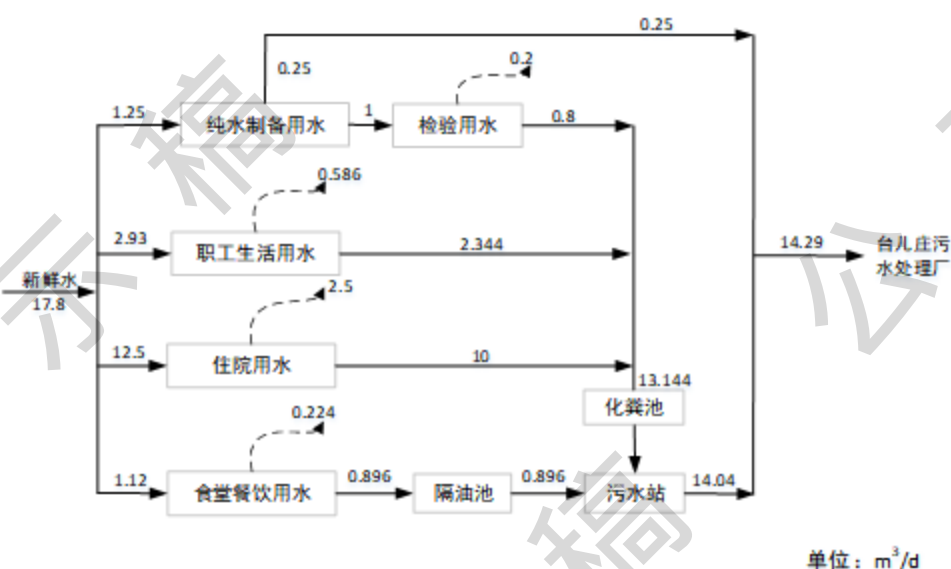 0.25
0.25
0.2
1.25
纯水制备用水
1
检验用水
0.8
0.586
2.93
职工生活用水
2.344
14.29
台儿庄污
水处理厂
新鲜水
17.8
2.5
12.5
住院用水
10
13.144
化粪池
0.224
1.12
食堂餐饮用水
0.896
隔油池
0.896
污水站
14.04
单位：m³/d
示
稿
公
稿